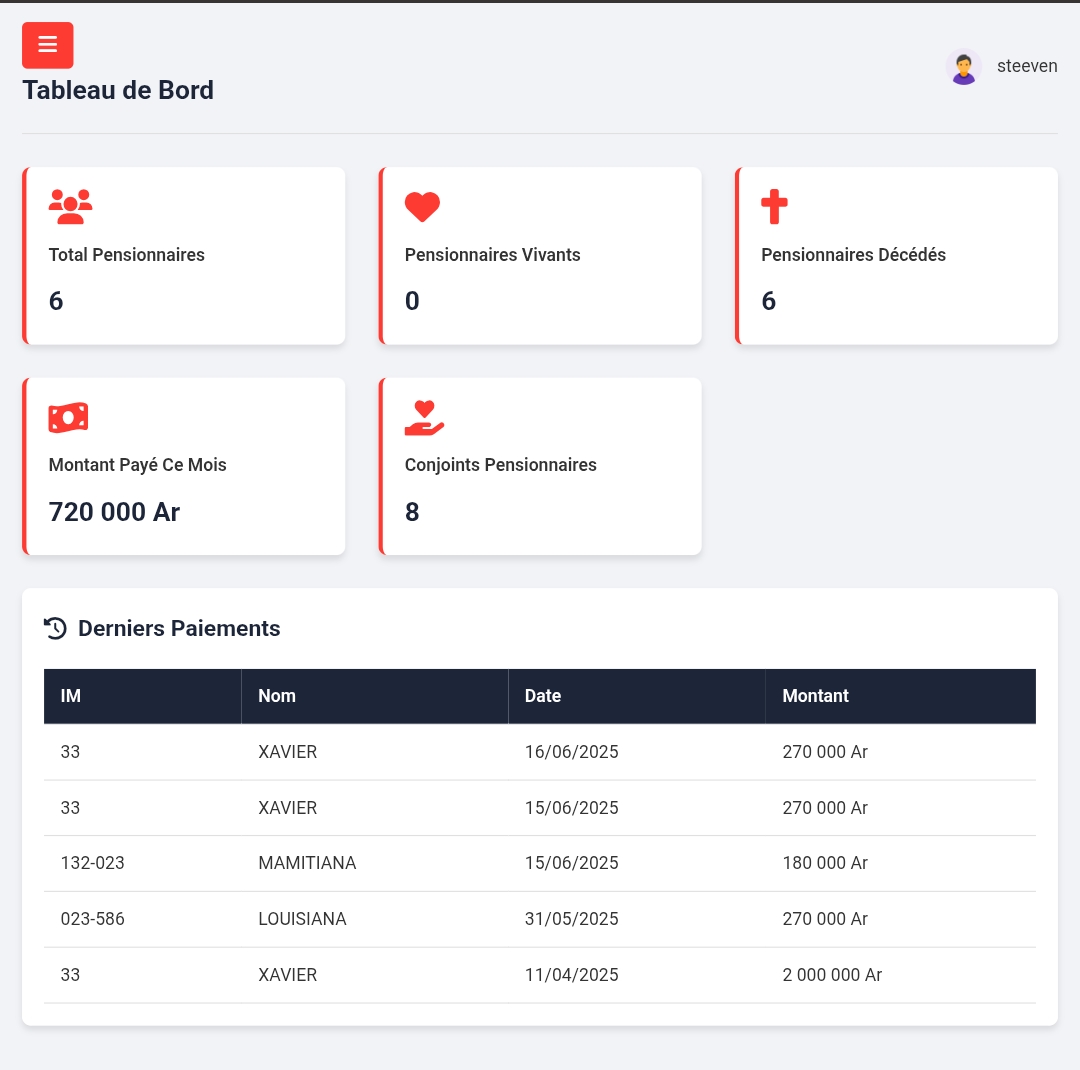 Tableau de Bord
steeven
Total Pensionnaires
6
Pensionnaires Vivants
0
Pensionnaires Décédés
6
Montant Payé Ce Mois
720 000 Ar
Conjoints Pensionnaires
8
Derniers Paiements
IM Nom Date Montant
33 XAVIER 16/06/2025 270 000 Ar
33 XAVIER 15/06/2025 270 000 Ar
132-023 MAMITIANA 15/06/2025 180 000 Ar
023-586 LOUISIANA 31/05/2025 270 000 Ar
33 XAVIER 11/04/2025 2 000 000 Ar